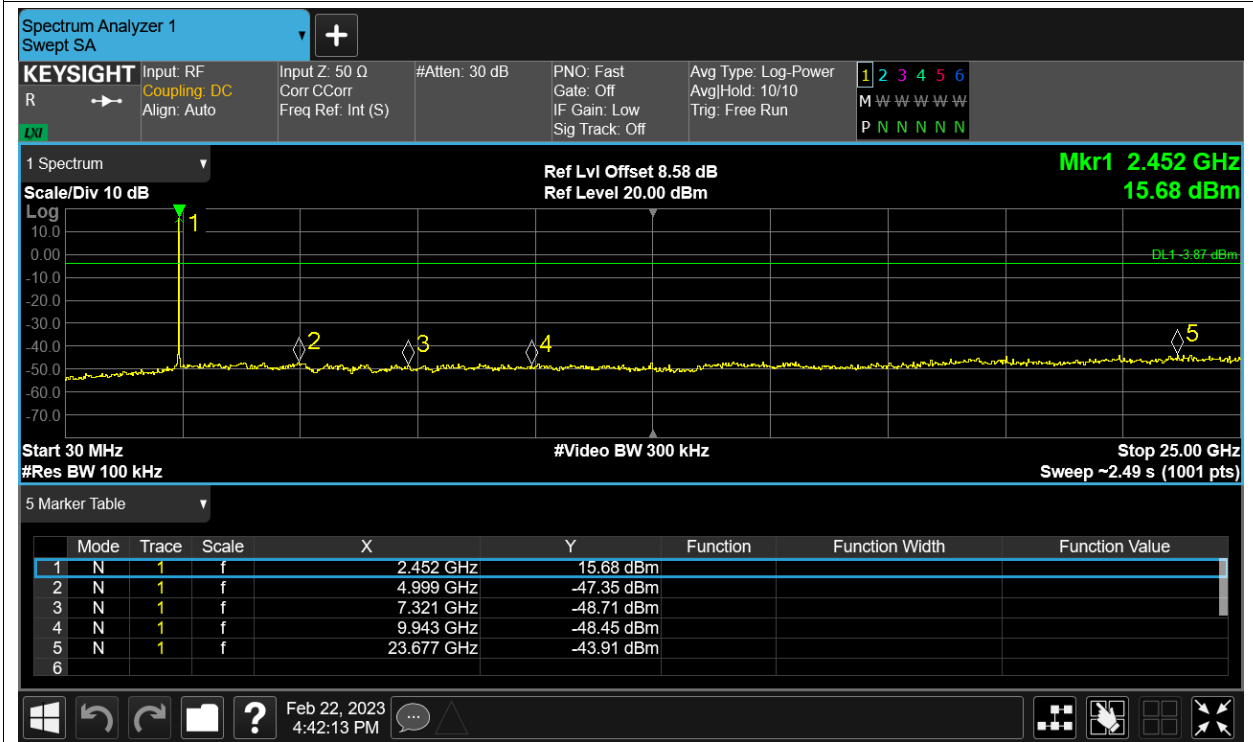 Spectrum Analyzer 1
Swept SA
+
KEYSIGHT Input: RF Input Z: 50 Ω #Atten: 30 dB PNO: Fast Avg Type: Log-Power 1 2 3 4 5 6
R Coupling: DC Corr CCorr Gate: Off Avg|Hold: 10/10 M W W W W W
Align: Auto Freq Ref: Int (S) IF Gain: Low Trig: Free Run
LXI Sig Track: Off P N N N N N
1 Spectrum Ref Lvl Offset 8.58 dB Mkr1 2.452 GHz
Scale/Div 10 dB Ref Level 20.00 dBm 15.68 dBm
Log
1
10.0
0.00 DL1 -3.87 dBm
-10.0
-20.0
-30.0
2 3 4 5
-40.0
-50.0
-60.0
-70.0
Start 30 MHz #Video BW 300 kHz Stop 25.00 GHz
#Res BW 100 kHz Sweep ~2.49 s (1001 pts)
5 Marker Table
Mode Trace Scale X Y Function Function Width Function Value
1 N 1 f 2.452 GHz 15.68 dBm
2 N 1 f 4.999 GHz -47.35 dBm
3 N 1 f 7.321 GHz -48.71 dBm
4 N 1 f 9.943 GHz -48.45 dBm
5 N 1 f 23.677 GHz -43.91 dBm
6
? Feb 22, 2023
4:42:13 PM